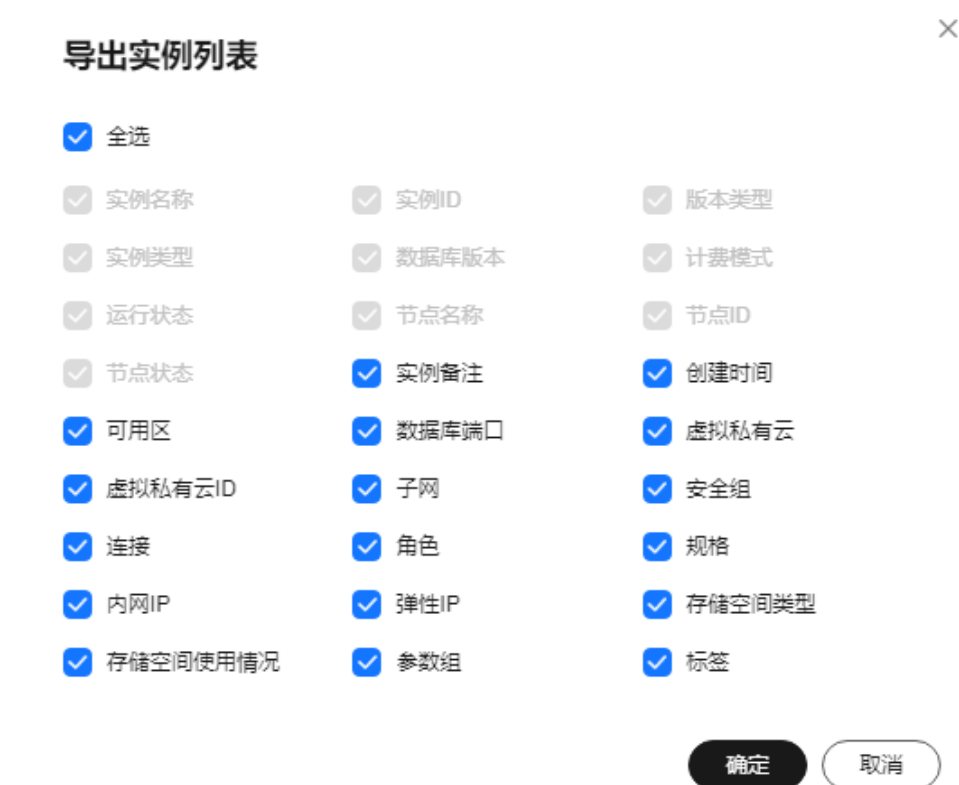 导出实例列表
全选
实例名称 实例ID 版本类型
实例类型 数据库版本 计费模式
运行状态 节点名称 节点ID
节点状态 实例备注 创建时间
可用区 数据库端口 虚拟私有云
虚拟私有云ID 子网 安全组
连接 角色 规格
内网IP 弹性IP 存储空间类型
存储空间使用情况 参数组 标签
确定 取消